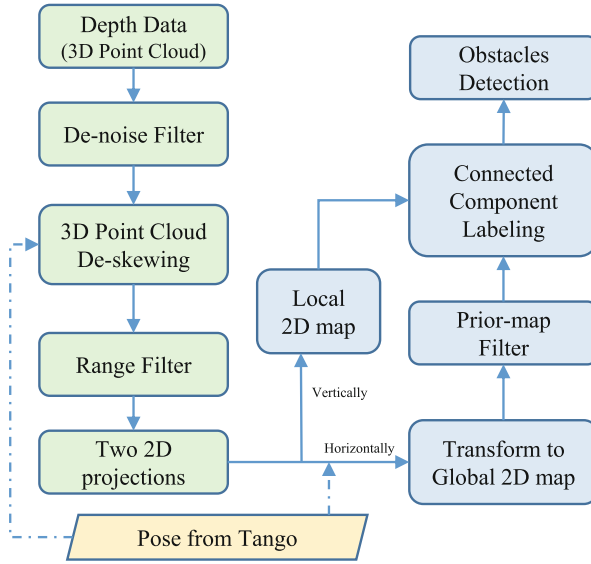 Depth Data
(3D Point Cloud)
De-noise Filter
3D Point Cloud
De-skewing
Range Filter
Two 2D
projections
Pose from Tango
Vertically
Horizontally
Local
2D map
Obstacles
Detection
Connected
Component
Labeling
Prior-map
Filter
Transform to
Global 2D map